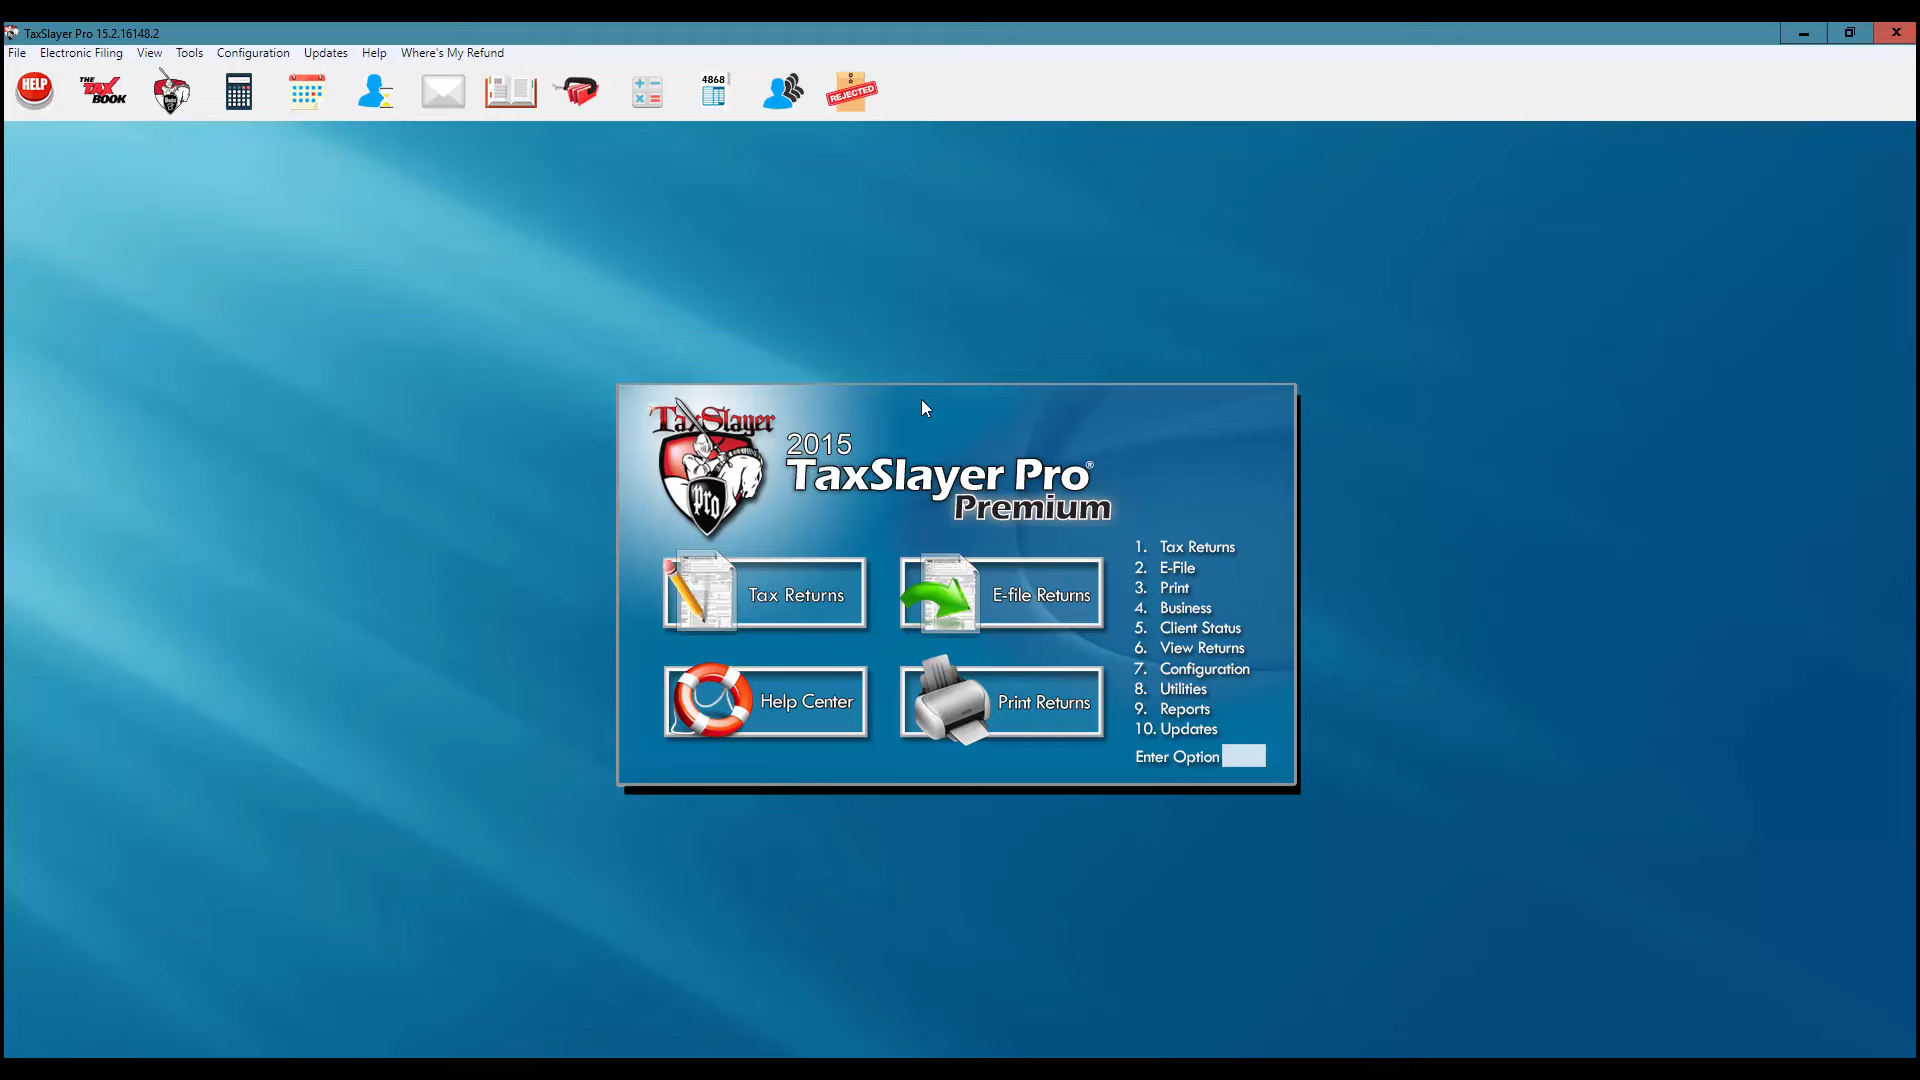 TaxSlayer Pro 15.2.16148.2
File Electronic Filing View Tools Configuration Updates Help Where's My Refund
HELP
THE
TAX
BOOK
4868
REJECTED
TaxSlayer
Pro
2015
TaxSlayer Pro®
Premium
Tax Returns
E-file Returns
Help Center
Print Returns
1. Tax Returns
2. E-File
3. Print
4. Business
5. Client Status
6. View Returns
7. Configuration
8. Utilities
9. Reports
10. Updates
Enter Option